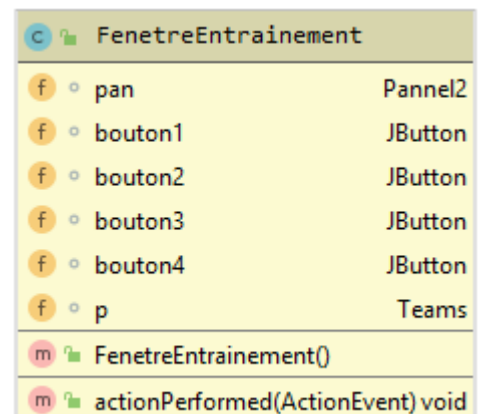 C FenetreEntrainement
f pan Pannel2
f bouton1 JButton
f bouton2 JButton
f bouton3 JButton
f bouton4 JButton
f p Teams
m FenetreEntrainement()
m actionPerformed(ActionEvent) void